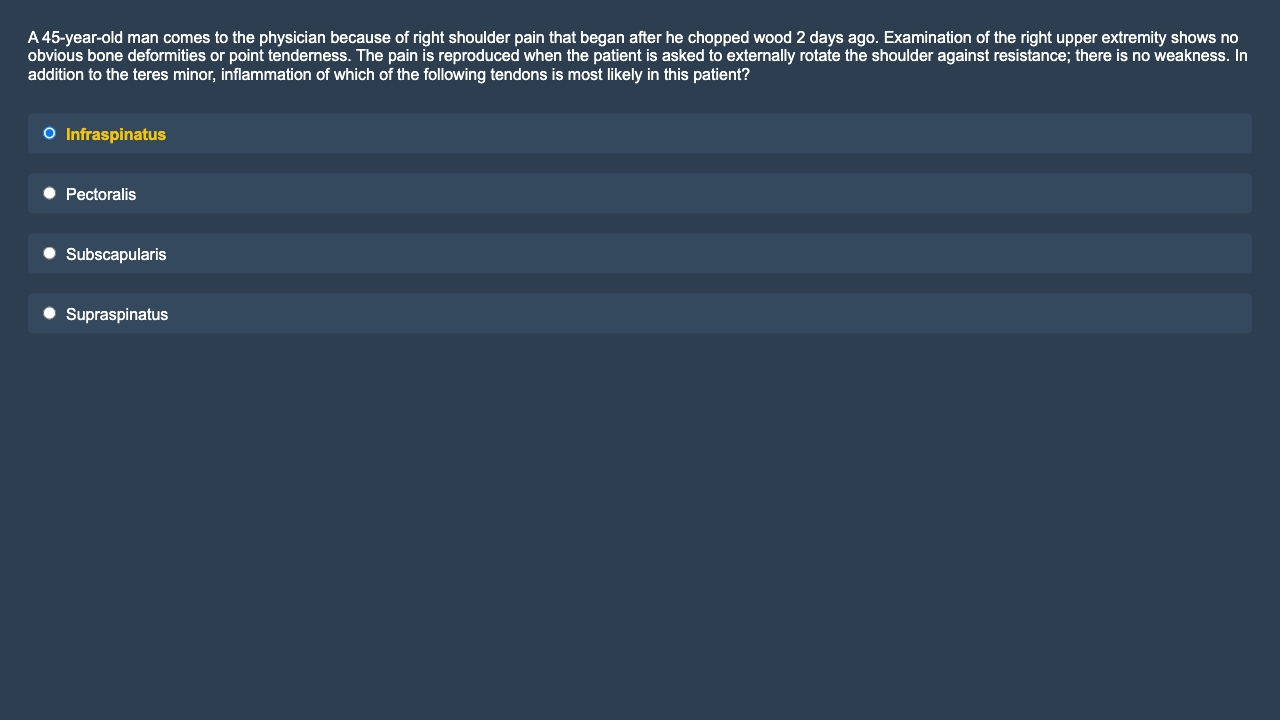 A 45-year-old man comes to the physician because of right shoulder pain that began after he chopped wood 2 days ago. Examination of the right upper extremity shows no
obvious bone deformities or point tenderness. The pain is reproduced when the patient is asked to externally rotate the shoulder against resistance; there is no weakness. In
addition to the teres minor, inflammation of which of the following tendons is most likely in this patient?
Infraspinatus
Pectoralis
Subscapularis
Supraspinatus